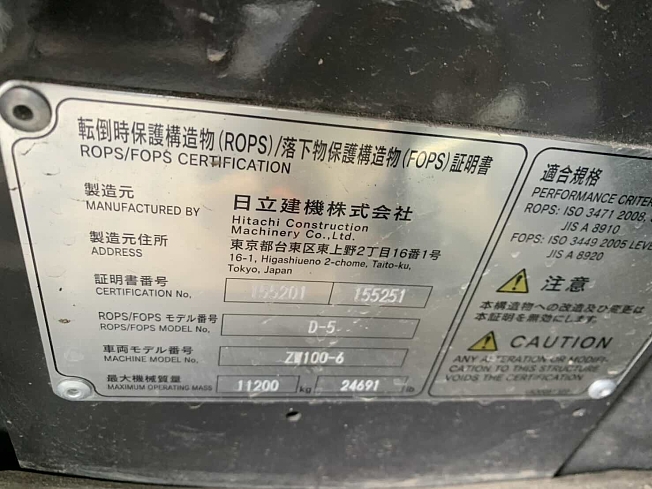 転倒時保護構造物(ROPS)/落下物保護構造物(FOPS)証明書
ROPS/FOPS CERTIFICATION
製造元
MANUFACTURED BY
日立建機株式会社
Hitachi Construction
Machinery Co.,Ltd.
製造元住所
ADDRESS
東京都台東区東上野2丁目16番1号
16-1, Higashiueno 2-chome, Taito-ku,
Tokyo, Japan
証明書番号
CERTIFICATION No.
155201 155251
ROPS/FOPS モデル番号
ROPS/FOPS MODEL No.
D-5
車両モデル番号
MACHINE MODEL No.
ZW100-6
最大機械質量
MAXIMUM OPERATING MASS
11200 kg 24691 lb
適合規格
PERFORMANCE CRITER
ROPS: ISO 3471 2008,
JIS A 8910
FOPS: ISO 3449 2005 LEVE
JIS A 8920
注意
本構造物への改造及び変更は
本証明を無効にします。
CAUTION
ANY ALTERATION OR MODIFI-
CATION TO THIS STRUCTURE
VOIDS THE CERTIFICATION